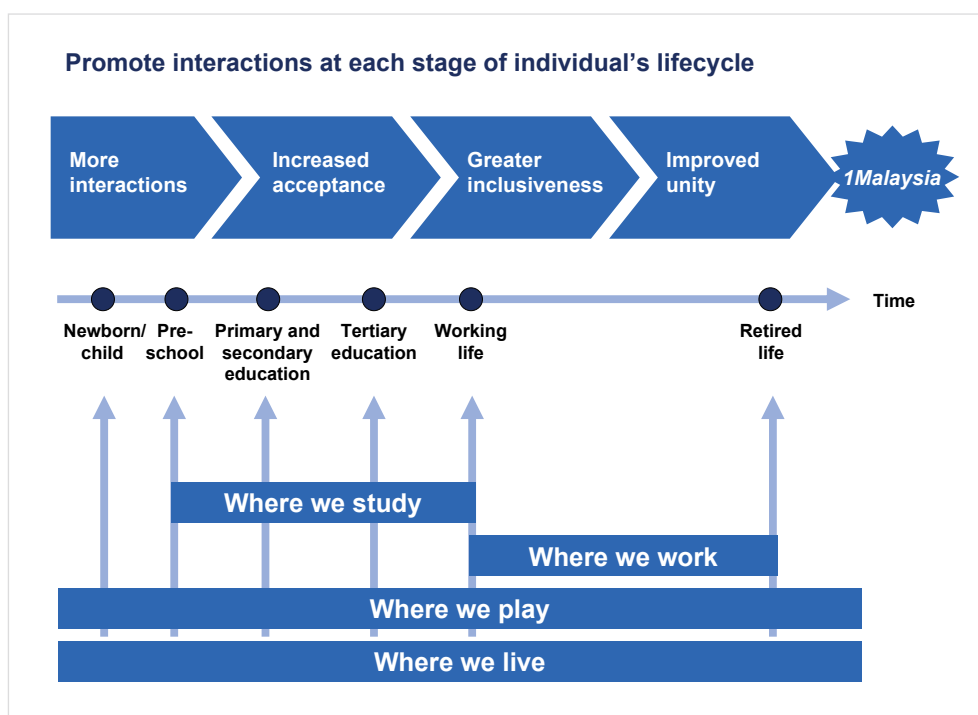 Promote interactions at each stage of individual’s lifecycle
More
interactions
Increased
acceptance
Greater
inclusiveness
Improved
unity
1Malaysia
Time
Newborn/
child
Pre-
school
Primary and
secondary
education
Tertiary
education
Working
life
Retired
life
Where we study
Where we work
Where we play
Where we live